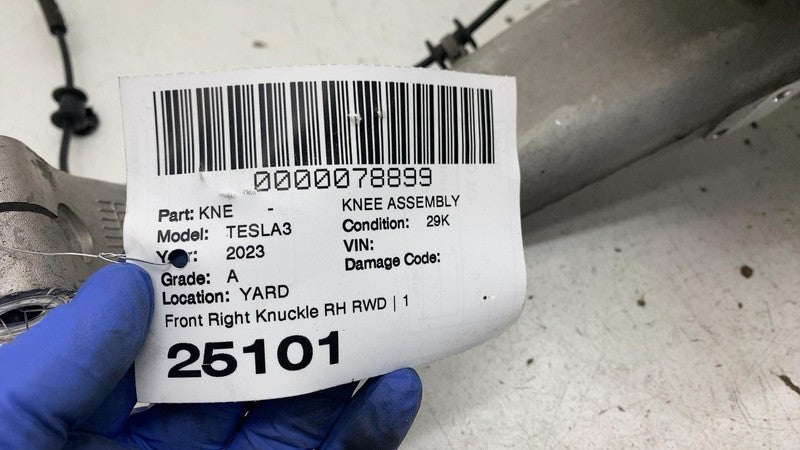 0000078899
Part: KNE - KNEE ASSEMBLY
Model: TESLA3 Condition: 29K
Year: 2023 VIN:
Grade: A Damage Code:
Location: YARD
Front Right Knuckle RH RWD | 1
25101